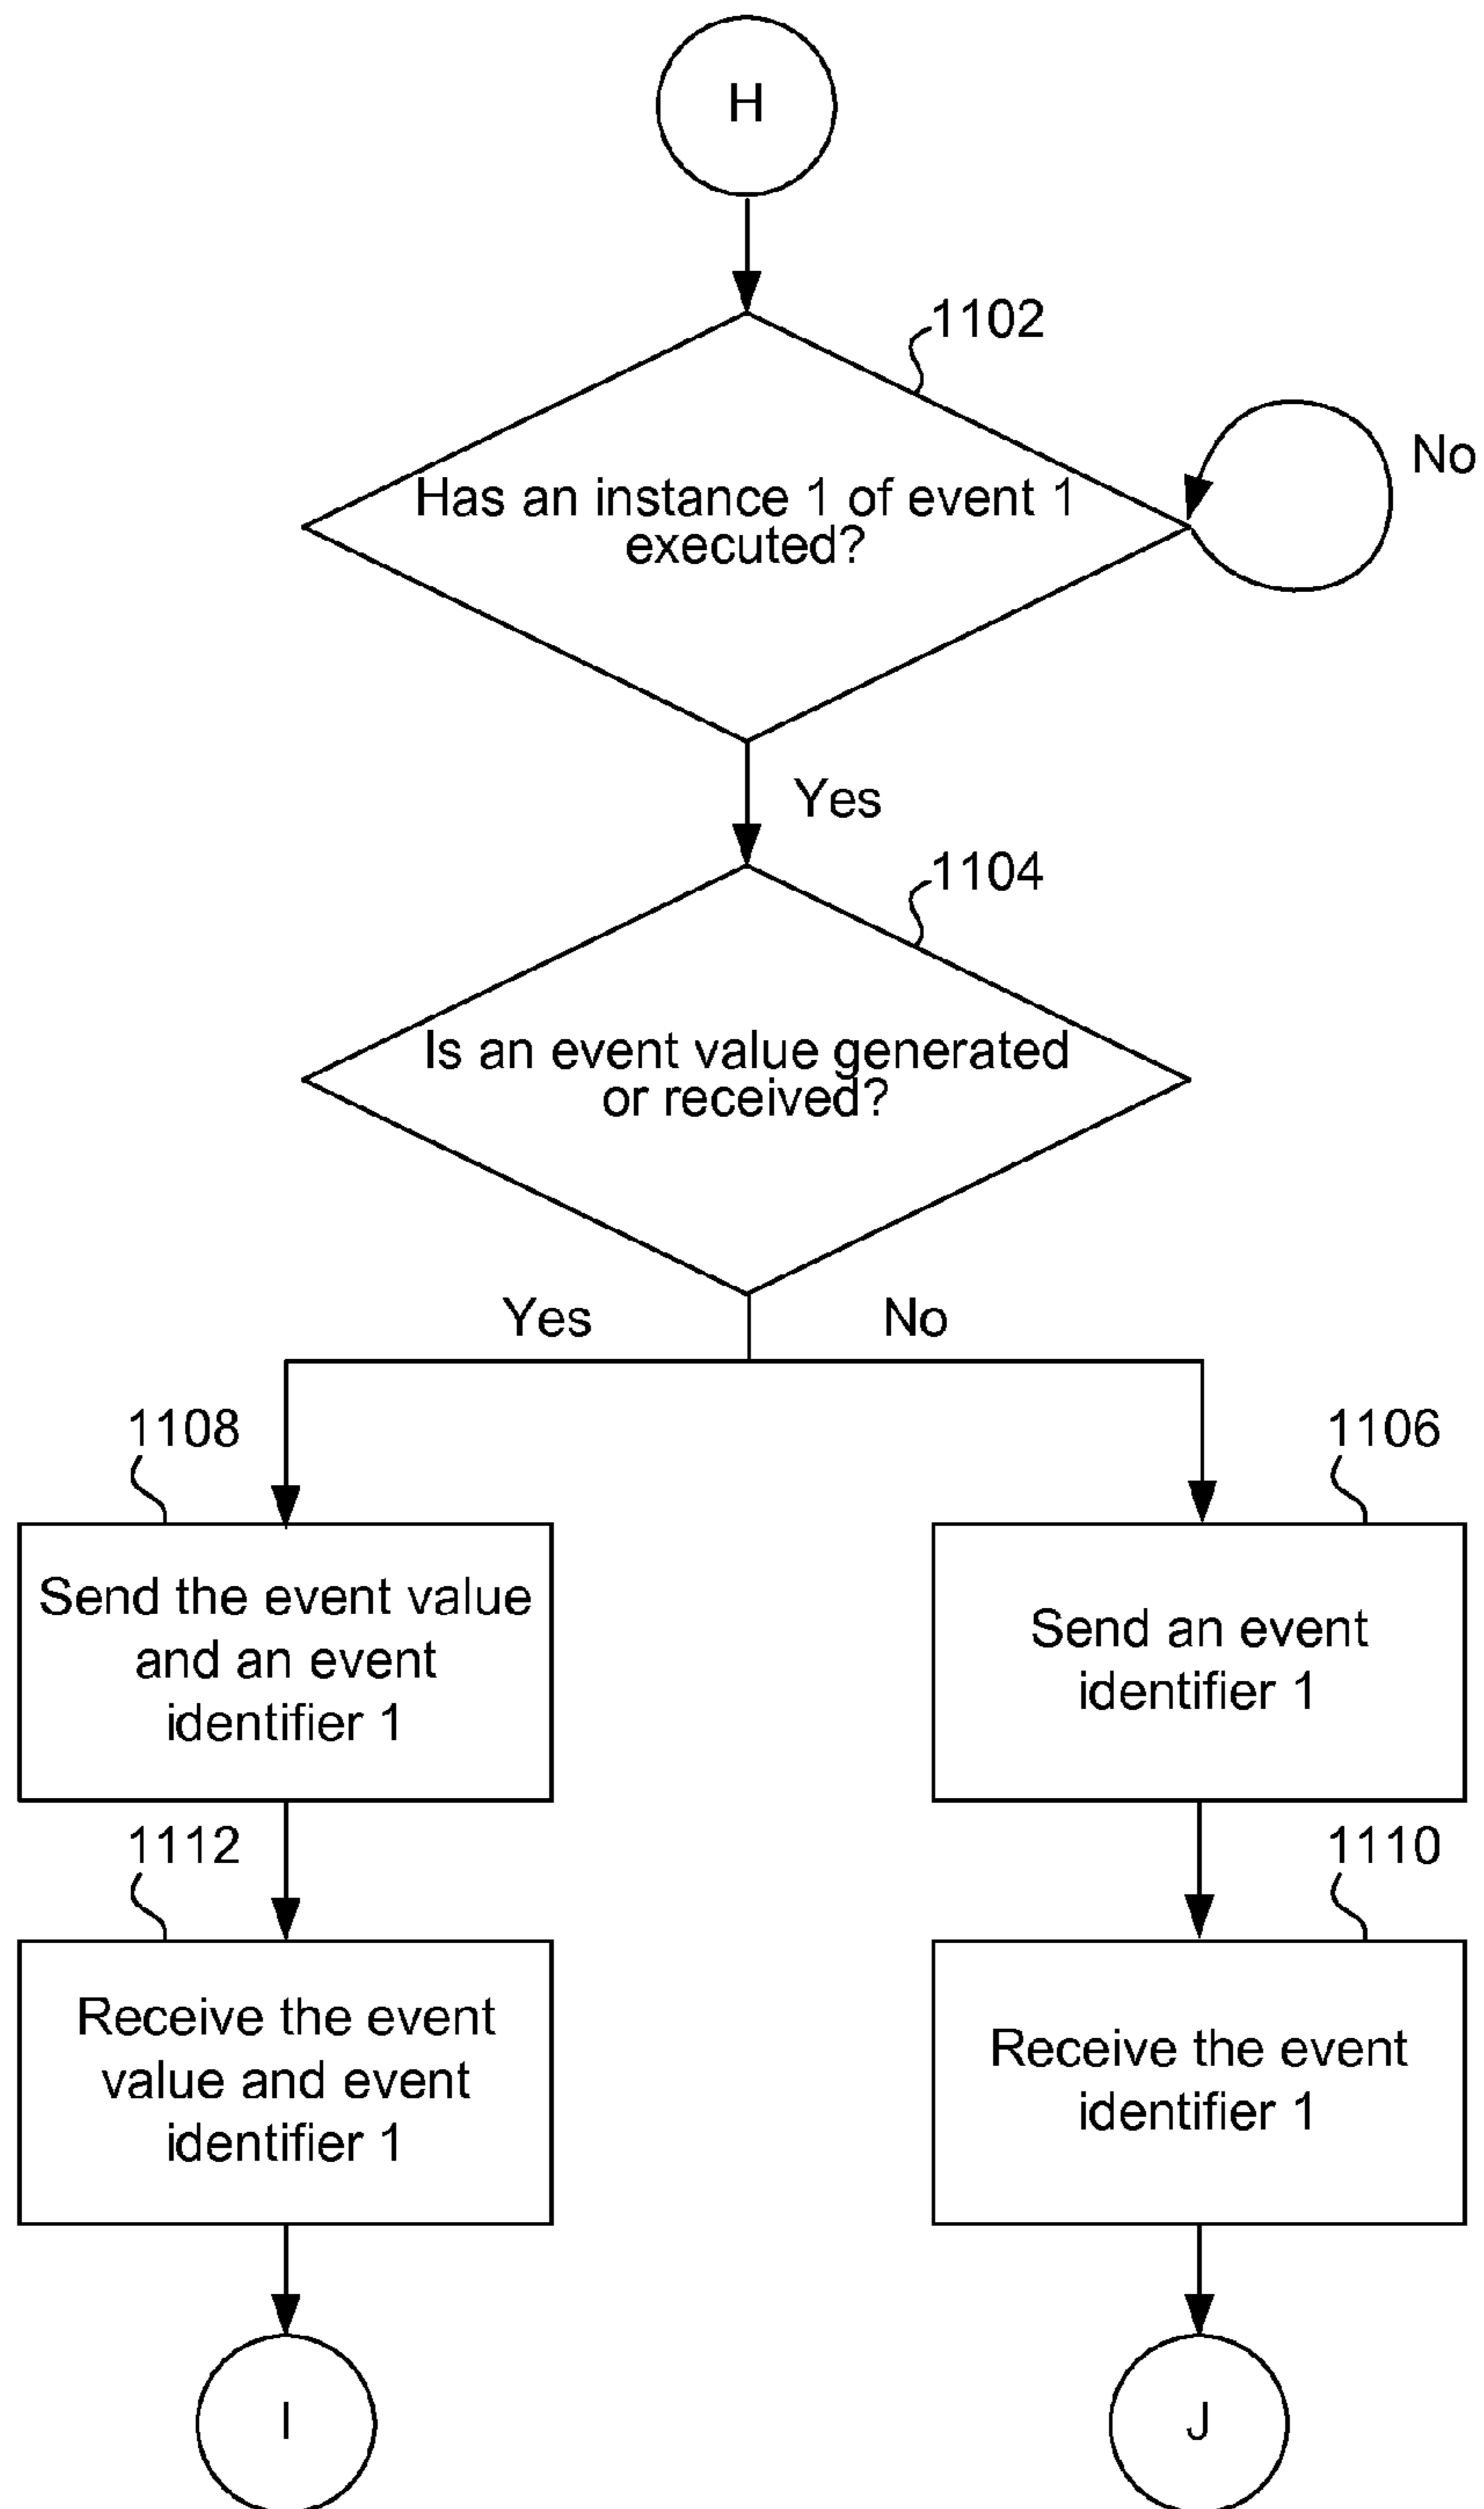 H
1102
Has an instance 1 of event 1
executed?
No
Yes
1104
Is an event value generated
or received?
Yes
No
1108
1106
Send the event value
and an event
identifier 1
Send an event
identifier 1
1112
1110
Receive the event
value and event
identifier 1
Receive the event
identifier 1
I
J